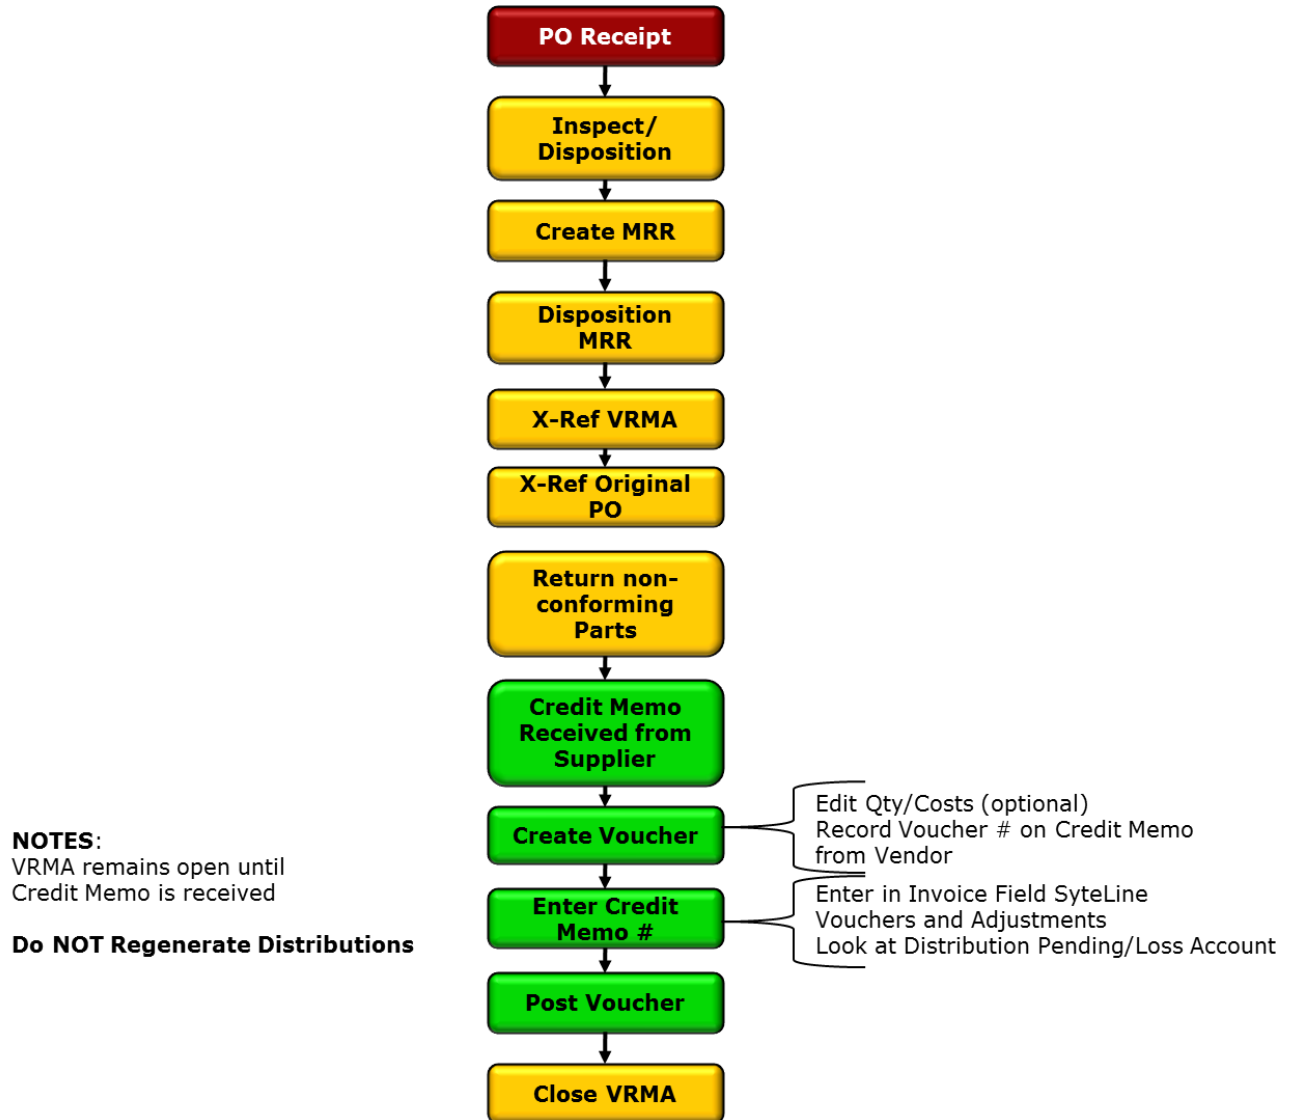 PO Receipt
Inspect/
Disposition
Create MRR
Disposition
MRR
X-Ref VRMA
X-Ref Original
PO
Return non-
conforming
Parts
Credit Memo
Received from
Supplier
Create Voucher
Edit Qty/Costs (optional)
Record Voucher # on Credit Memo
from Vendor
NOTES:
VRMA remains open until
Credit Memo is received
Do NOT Regenerate Distributions
Enter Credit
Memo #
Enter in Invoice Field SyteLine
Vouchers and Adjustments
Look at Distribution Pending/Loss Account
Post Voucher
Close VRMA